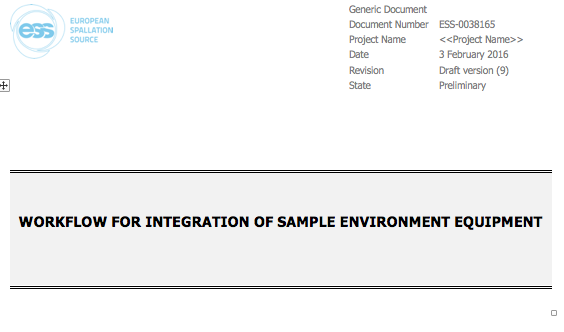 ess
EUROPEAN
SPALLATION
SOURCE
Generic Document
Document Number ESS-0038165
Project Name <<Project Name>>
Date 3 February 2016
Revision Draft version (9)
State Preliminary
WORKFLOW FOR INTEGRATION OF SAMPLE ENVIRONMENT EQUIPMENT